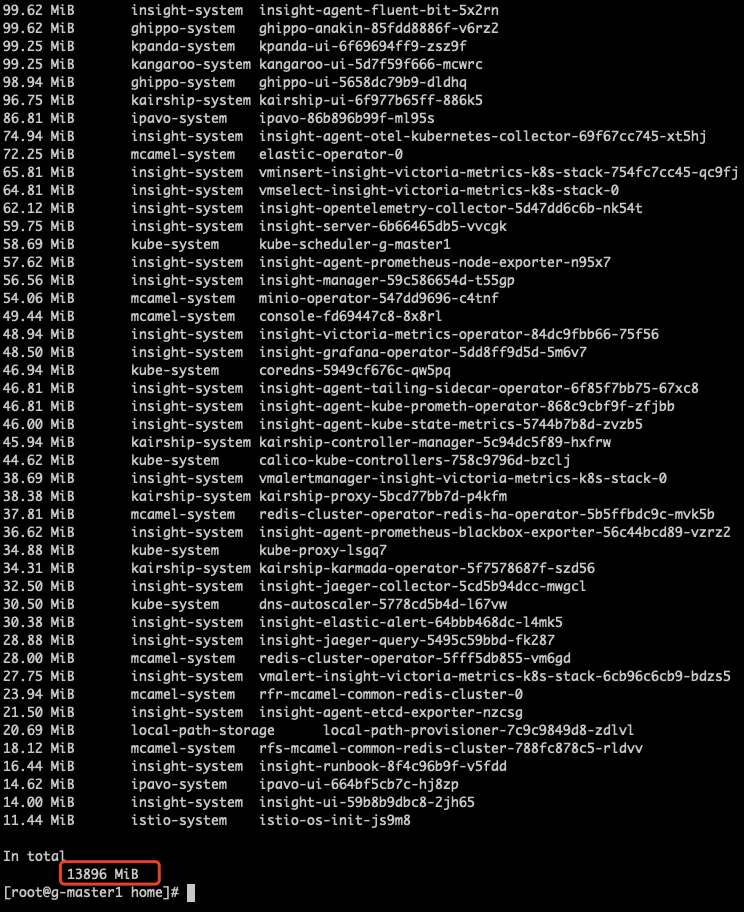 99.62 MiB insight-system insight-agent-fluent-bit-5x2rn
99.62 MiB ghippo-system ghippo-anakin-85fdd8886f-v6rz2
99.25 MiB kpanda-system kpanda-ui-6f69694ff9-zsz9f
99.25 MiB kangaroo-system kangaroo-ui-5d7f59f666-mcwrc
98.94 MiB ghippo-system ghippo-ui-5658dc79b9-dldhq
96.75 MiB kairship-system kairship-ui-6f977b65ff-886k5
86.81 MiB ipavo-system ipavo-86b896b99f-ml95s
74.94 MiB insight-system insight-agent-otel-kubernetes-collector-69f67cc745-xt5hj
72.25 MiB mcamel-system elastic-operator-0
65.81 MiB insight-system vminsert-insight-victoria-metrics-k8s-stack-754fc7cc45-qc9fj
64.81 MiB insight-system vmselect-insight-victoria-metrics-k8s-stack-0
62.12 MiB insight-system insight-opentelemetry-collector-5d47dd6c6b-nk54t
59.75 MiB insight-system insight-server-6b66465db5-vvcgk
58.69 MiB kube-system kube-scheduler-g-master1
57.62 MiB insight-system insight-agent-prometheus-node-exporter-n95x7
56.56 MiB insight-system insight-manager-59c586654d-t55gp
54.06 MiB mcamel-system minio-operator-547dd9696-c4tnf
49.44 MiB mcamel-system console-fd69447c8-8x8rl
48.94 MiB insight-system insight-victoria-metrics-operator-84dc9fbb66-75f56
48.50 MiB insight-system insight-grafana-operator-5dd8ff9d5d-5m6v7
46.94 MiB kube-system coredns-5949cf676c-qw5pq
46.81 MiB insight-system insight-agent-tailing-sidecar-operator-6f85f7bb75-67xc8
46.81 MiB insight-system insight-agent-kube-prometh-operator-868c9cbf9f-zfjbb
46.00 MiB insight-system insight-agent-kube-state-metrics-5744b7b8d-zvzb5
45.94 MiB kairship-system kairship-controller-manager-5c94dc5f89-hxfrw
44.62 MiB kube-system calico-kube-controllers-758c9796d-bzclj
38.69 MiB insight-system vmalertmanager-insight-victoria-metrics-k8s-stack-0
38.38 MiB kairship-system kairship-proxy-5bcd77bb7d-p4kfm
37.81 MiB mcamel-system redis-cluster-operator-redis-ha-operator-5b5ffbdc9c-mvk5b
36.62 MiB insight-system insight-agent-prometheus-blackbox-exporter-56c44bcd89-vzrz2
34.88 MiB kube-system kube-proxy-lsgq7
34.31 MiB kairship-system kairship-karmada-operator-5f7578687f-szd56
32.50 MiB insight-system insight-jaeger-collector-5cd5b94dcc-mwgcl
30.50 MiB kube-system dns-autoscaler-5778cd5b4d-l67vw
30.38 MiB insight-system insight-elastic-alert-64bbb468dc-l4mk5
28.88 MiB insight-system insight-jaeger-query-5495c59bbd-fk287
28.00 MiB mcamel-system redis-cluster-operator-5fff5db855-vm6gd
27.75 MiB insight-system vmalert-insight-victoria-metrics-k8s-stack-6cb96c6cb9-bdzs5
23.94 MiB mcamel-system rfr-mcamel-common-redis-cluster-0
21.50 MiB insight-system insight-agent-etcd-exporter-nzcsg
20.69 MiB local-path-storage local-path-provisioner-7c9c9849d8-zdlvl
18.12 MiB mcamel-system rfs-mcamel-common-redis-cluster-788fc878c5-rldvv
16.44 MiB insight-system insight-runbook-8f4c96b9f-v5fdd
14.62 MiB ipavo-system ipavo-ui-664bf5cb7c-hj8zp
14.00 MiB insight-system insight-ui-59b8b9dbc8-2jh65
11.44 MiB istio-system istio-os-init-js9m8
In total
13896 MiB
[root@g-master1 home]#